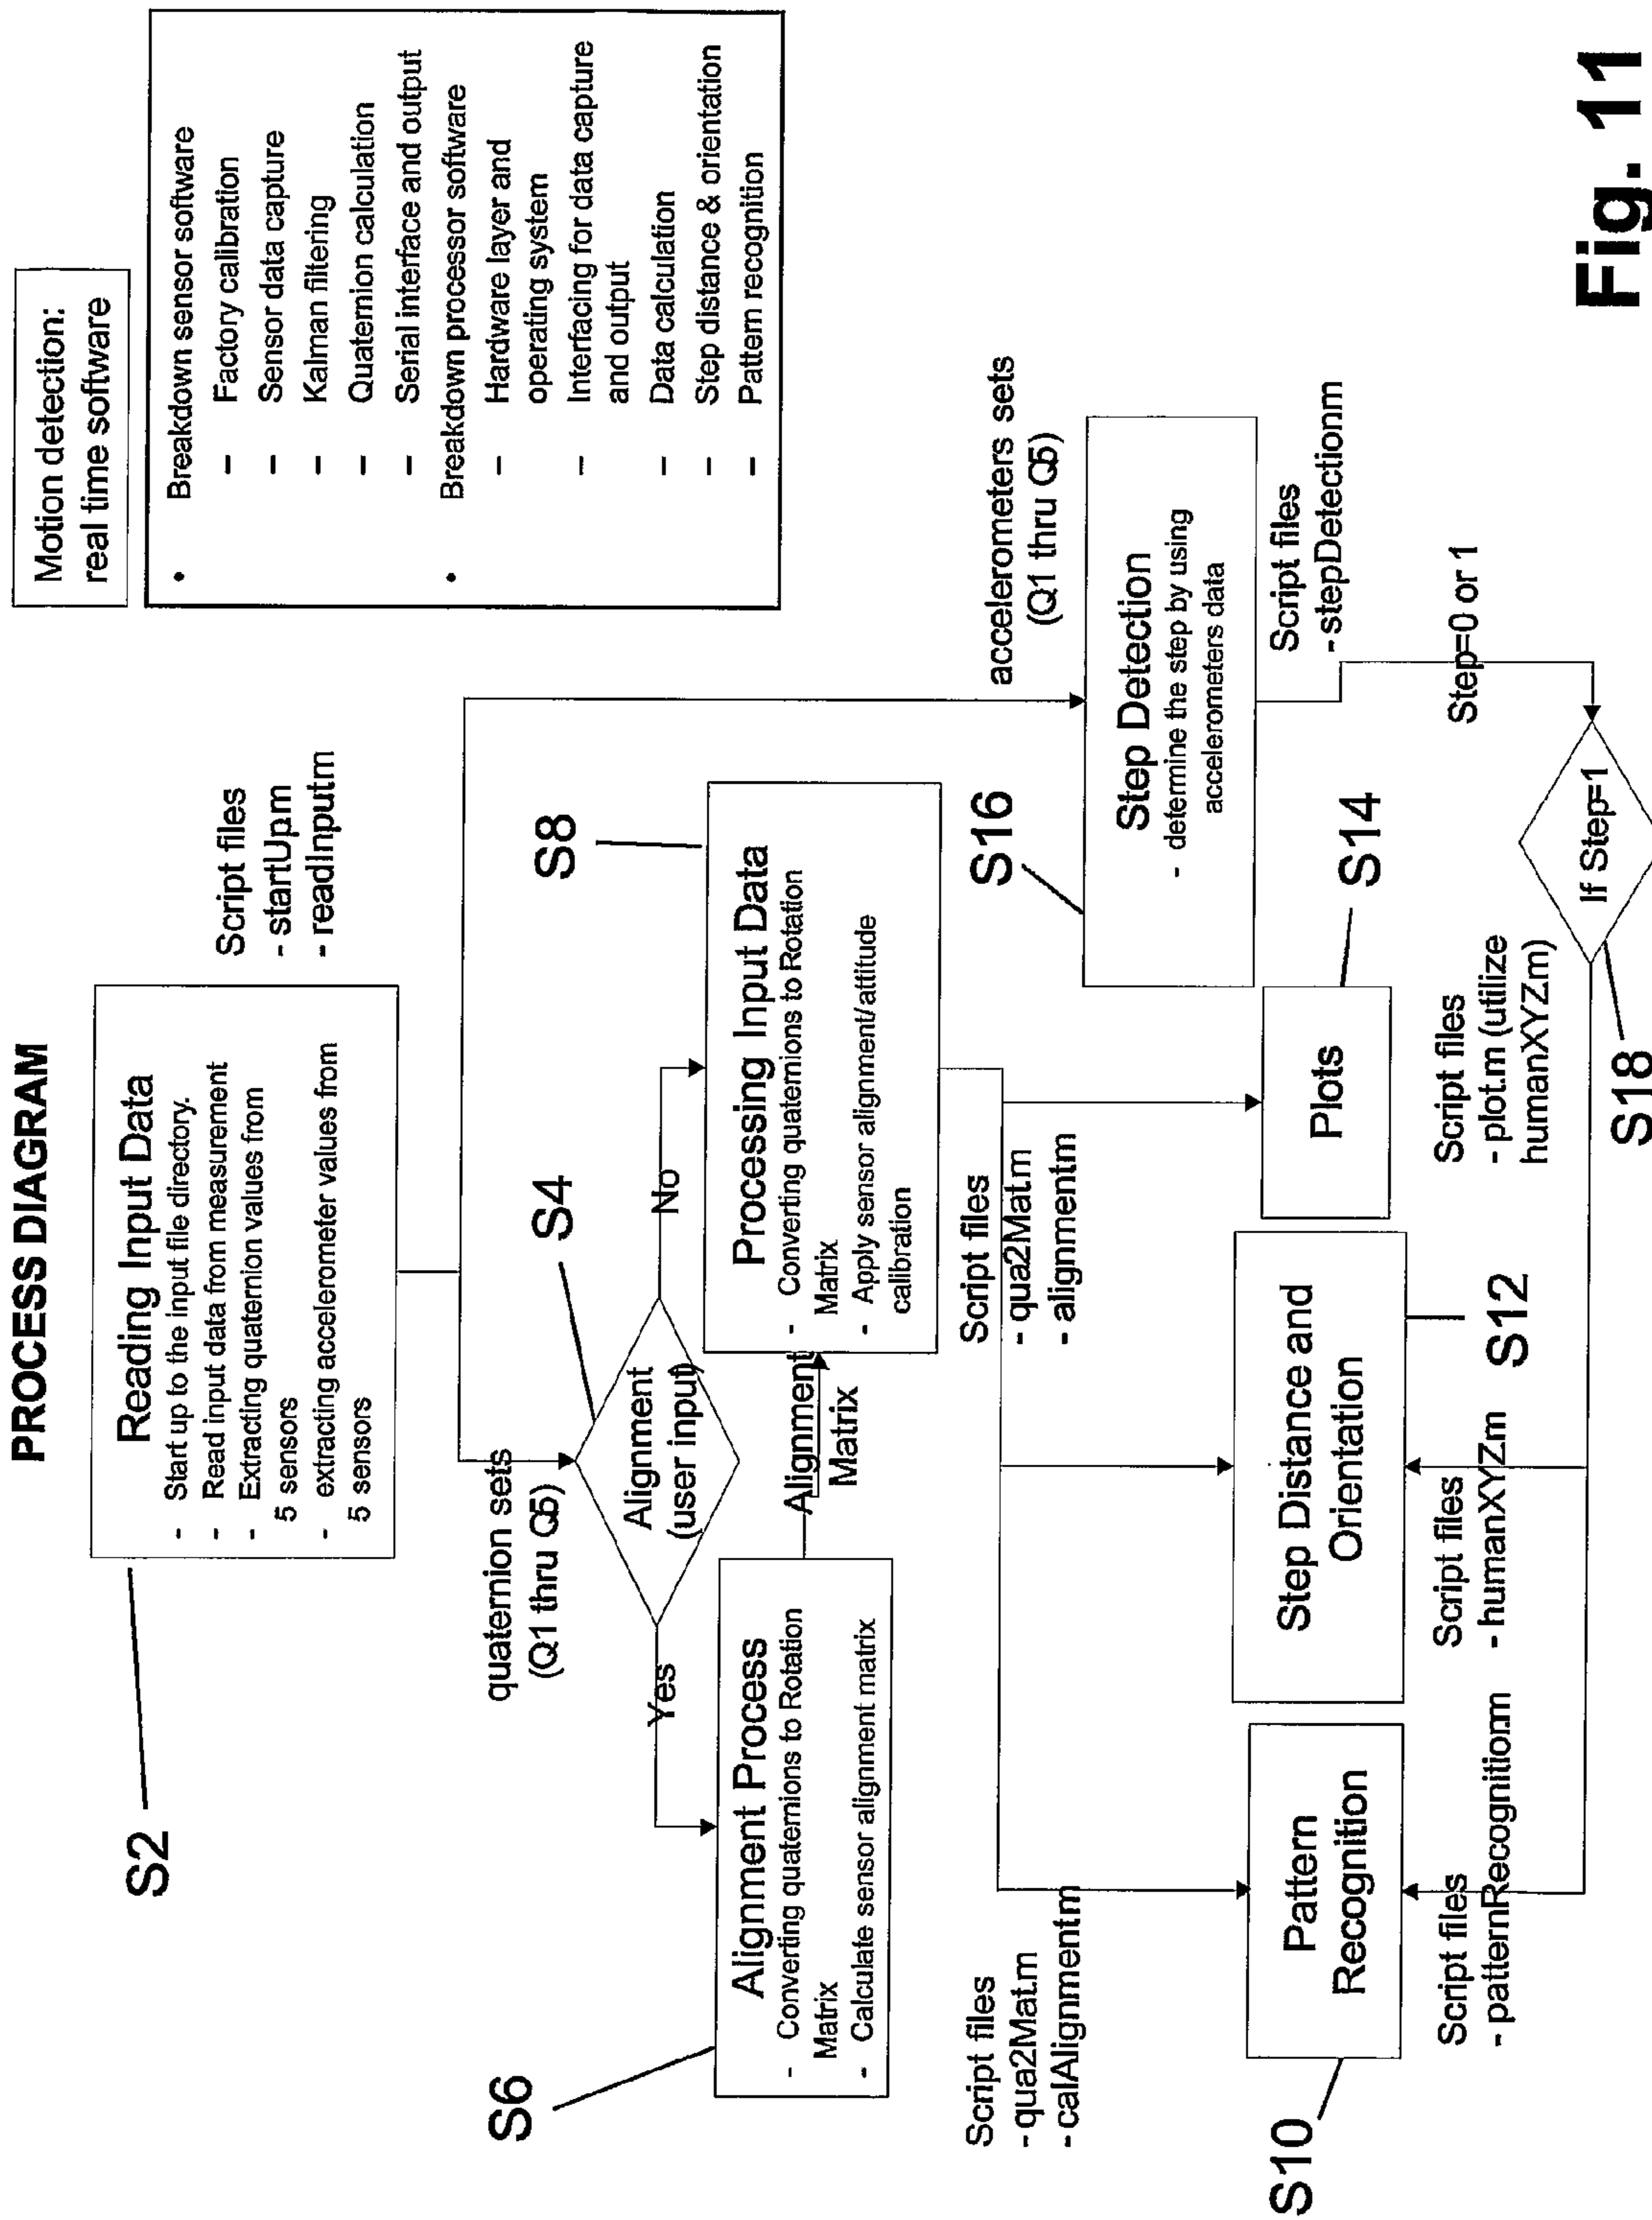 PROCESS DIAGRAM
Motion detection:
real time software
• Breakdown sensor software
– Factory calibration
– Sensor data capture
– Kalman filtering
– Quaternion calculation
– Serial interface and output
• Breakdown processor software
– Hardware layer and
operating system
– Interfacing for data capture
and output
– Data calculation
– Step distance & orientation
– Pattern recognition
S2
Reading Input Data
- Start up to the input file directory.
- Read input data from measurement
- Extracting quaternion values from
5 sensors
- extracting accelerometer values from
5 sensors
Script files
- startUpm
- readInputm
quaternion sets
(Q1 thru Q5)
S4
Alignment
(user input)
Yes
No
S6
Alignment Process
- Converting quaternions to Rotation
Matrix
- Calculate sensor alignment matrix
Alignment
Matrix
S8
Processing Input Data
- Converting quaternions to Rotation
Matrix
- Apply sensor alignment/attitude
calibration
Script files
- qua2Mat.m
- calAlignmentm
Script files
- qua2Mat.m
- alignmentm
accelerometers sets
(Q1 thru Q5)
S16
Step Detection
- determine the step by using
accelerometers data
Script files
- stepDetectionm
Step=0 or 1
S10
Pattern
Recognition
Script files
- patternRecognitionm
Step Distance and
Orientation
S12
Script files
- humanXYZm
Plots
S14
Script files
- plot.m (utilize
humanXYZm)
If Step=1
S18
Fig. 11